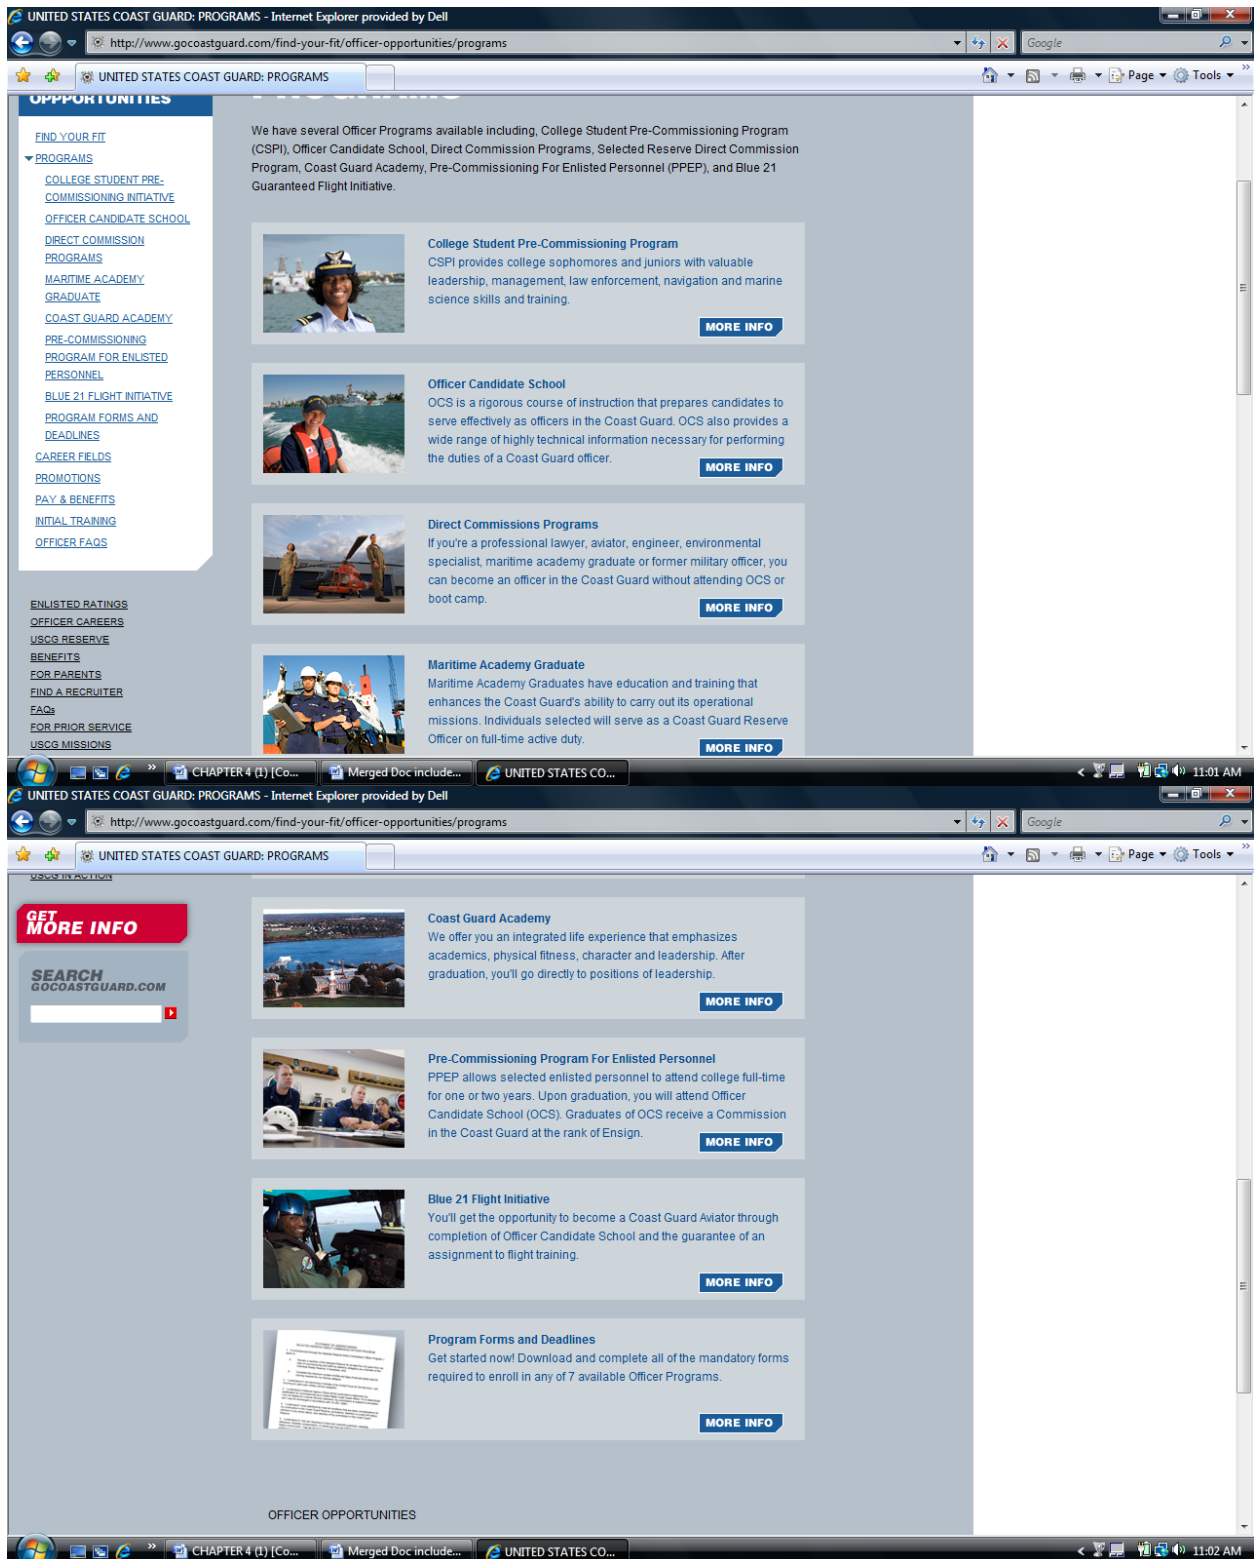 UNITED STATES COAST GUARD: PROGRAMS - Internet Explorer provided by Dell
http://www.gocoastguard.com/find-your-fit/officer-opportunities/programs
Google
UNITED STATES COAST GUARD: PROGRAMS
Page
Tools
OPPPORTUNITIES
FIND YOUR FIT
PROGRAMS
COLLEGE STUDENT PRE-
COMMISSIONING INITIATIVE
OFFICER CANDIDATE SCHOOL
DIRECT COMMISSION
PROGRAMS
MARITIME ACADEMY
GRADUATE
COAST GUARD ACADEMY
PRE-COMMISSIONING
PROGRAM FOR ENLISTED
PERSONNEL
BLUE 21 FLIGHT INITIATIVE
PROGRAM FORMS AND
DEADLINES
CAREER FIELDS
PROMOTIONS
PAY & BENEFITS
INITIAL TRAINING
OFFICER FAQS
ENLISTED RATINGS
OFFICER CAREERS
USCG RESERVE
BENEFITS
FOR PARENTS
FIND A RECRUITER
FAQs
FOR PRIOR SERVICE
USCG MISSIONS
PROGRAMS
We have several Officer Programs available including, College Student Pre-Commissioning Program
(CSPI), Officer Candidate School, Direct Commission Programs, Selected Reserve Direct Commission
Program, Coast Guard Academy, Pre-Commissioning For Enlisted Personnel (PPEP), and Blue 21
Guaranteed Flight Initiative.
College Student Pre-Commissioning Program
CSPI provides college sophomores and juniors with valuable
leadership, management, law enforcement, navigation and marine
science skills and training.
MORE INFO
Officer Candidate School
OCS is a rigorous course of instruction that prepares candidates to
serve effectively as officers in the Coast Guard. OCS also provides a
wide range of highly technical information necessary for performing
the duties of a Coast Guard officer.
MORE INFO
Direct Commissions Programs
If you're a professional lawyer, aviator, engineer, environmental
specialist, maritime academy graduate or former military officer, you
can become an officer in the Coast Guard without attending OCS or
boot camp.
MORE INFO
Maritime Academy Graduate
Maritime Academy Graduates have education and training that
enhances the Coast Guard's ability to carry out its operational
missions. Individuals selected will serve as a Coast Guard Reserve
Officer on full-time active duty.
MORE INFO
CHAPTER 4 (1) [Co...
Merged Doc include...
UNITED STATES CO...
11:01 AM
UNITED STATES COAST GUARD: PROGRAMS - Internet Explorer provided by Dell
http://www.gocoastguard.com/find-your-fit/officer-opportunities/programs
Google
UNITED STATES COAST GUARD: PROGRAMS
Page
Tools
USCG IN ACTION
GET
MORE INFO
SEARCH
GOCOASTGUARD.COM
Coast Guard Academy
We offer you an integrated life experience that emphasizes
academics, physical fitness, character and leadership. After
graduation, you'll go directly to positions of leadership.
MORE INFO
Pre-Commissioning Program For Enlisted Personnel
PPEP allows selected enlisted personnel to attend college full-time
for one or two years. Upon graduation, you will attend Officer
Candidate School (OCS). Graduates of OCS receive a Commission
in the Coast Guard at the rank of Ensign.
MORE INFO
Blue 21 Flight Initiative
You'll get the opportunity to become a Coast Guard Aviator through
completion of Officer Candidate School and the guarantee of an
assignment to flight training.
MORE INFO
Program Forms and Deadlines
Get started now! Download and complete all of the mandatory forms
required to enroll in any of 7 available Officer Programs.
MORE INFO
OFFICER OPPORTUNITIES
CHAPTER 4 (1) [Co...
Merged Doc include...
UNITED STATES CO...
11:02 AM